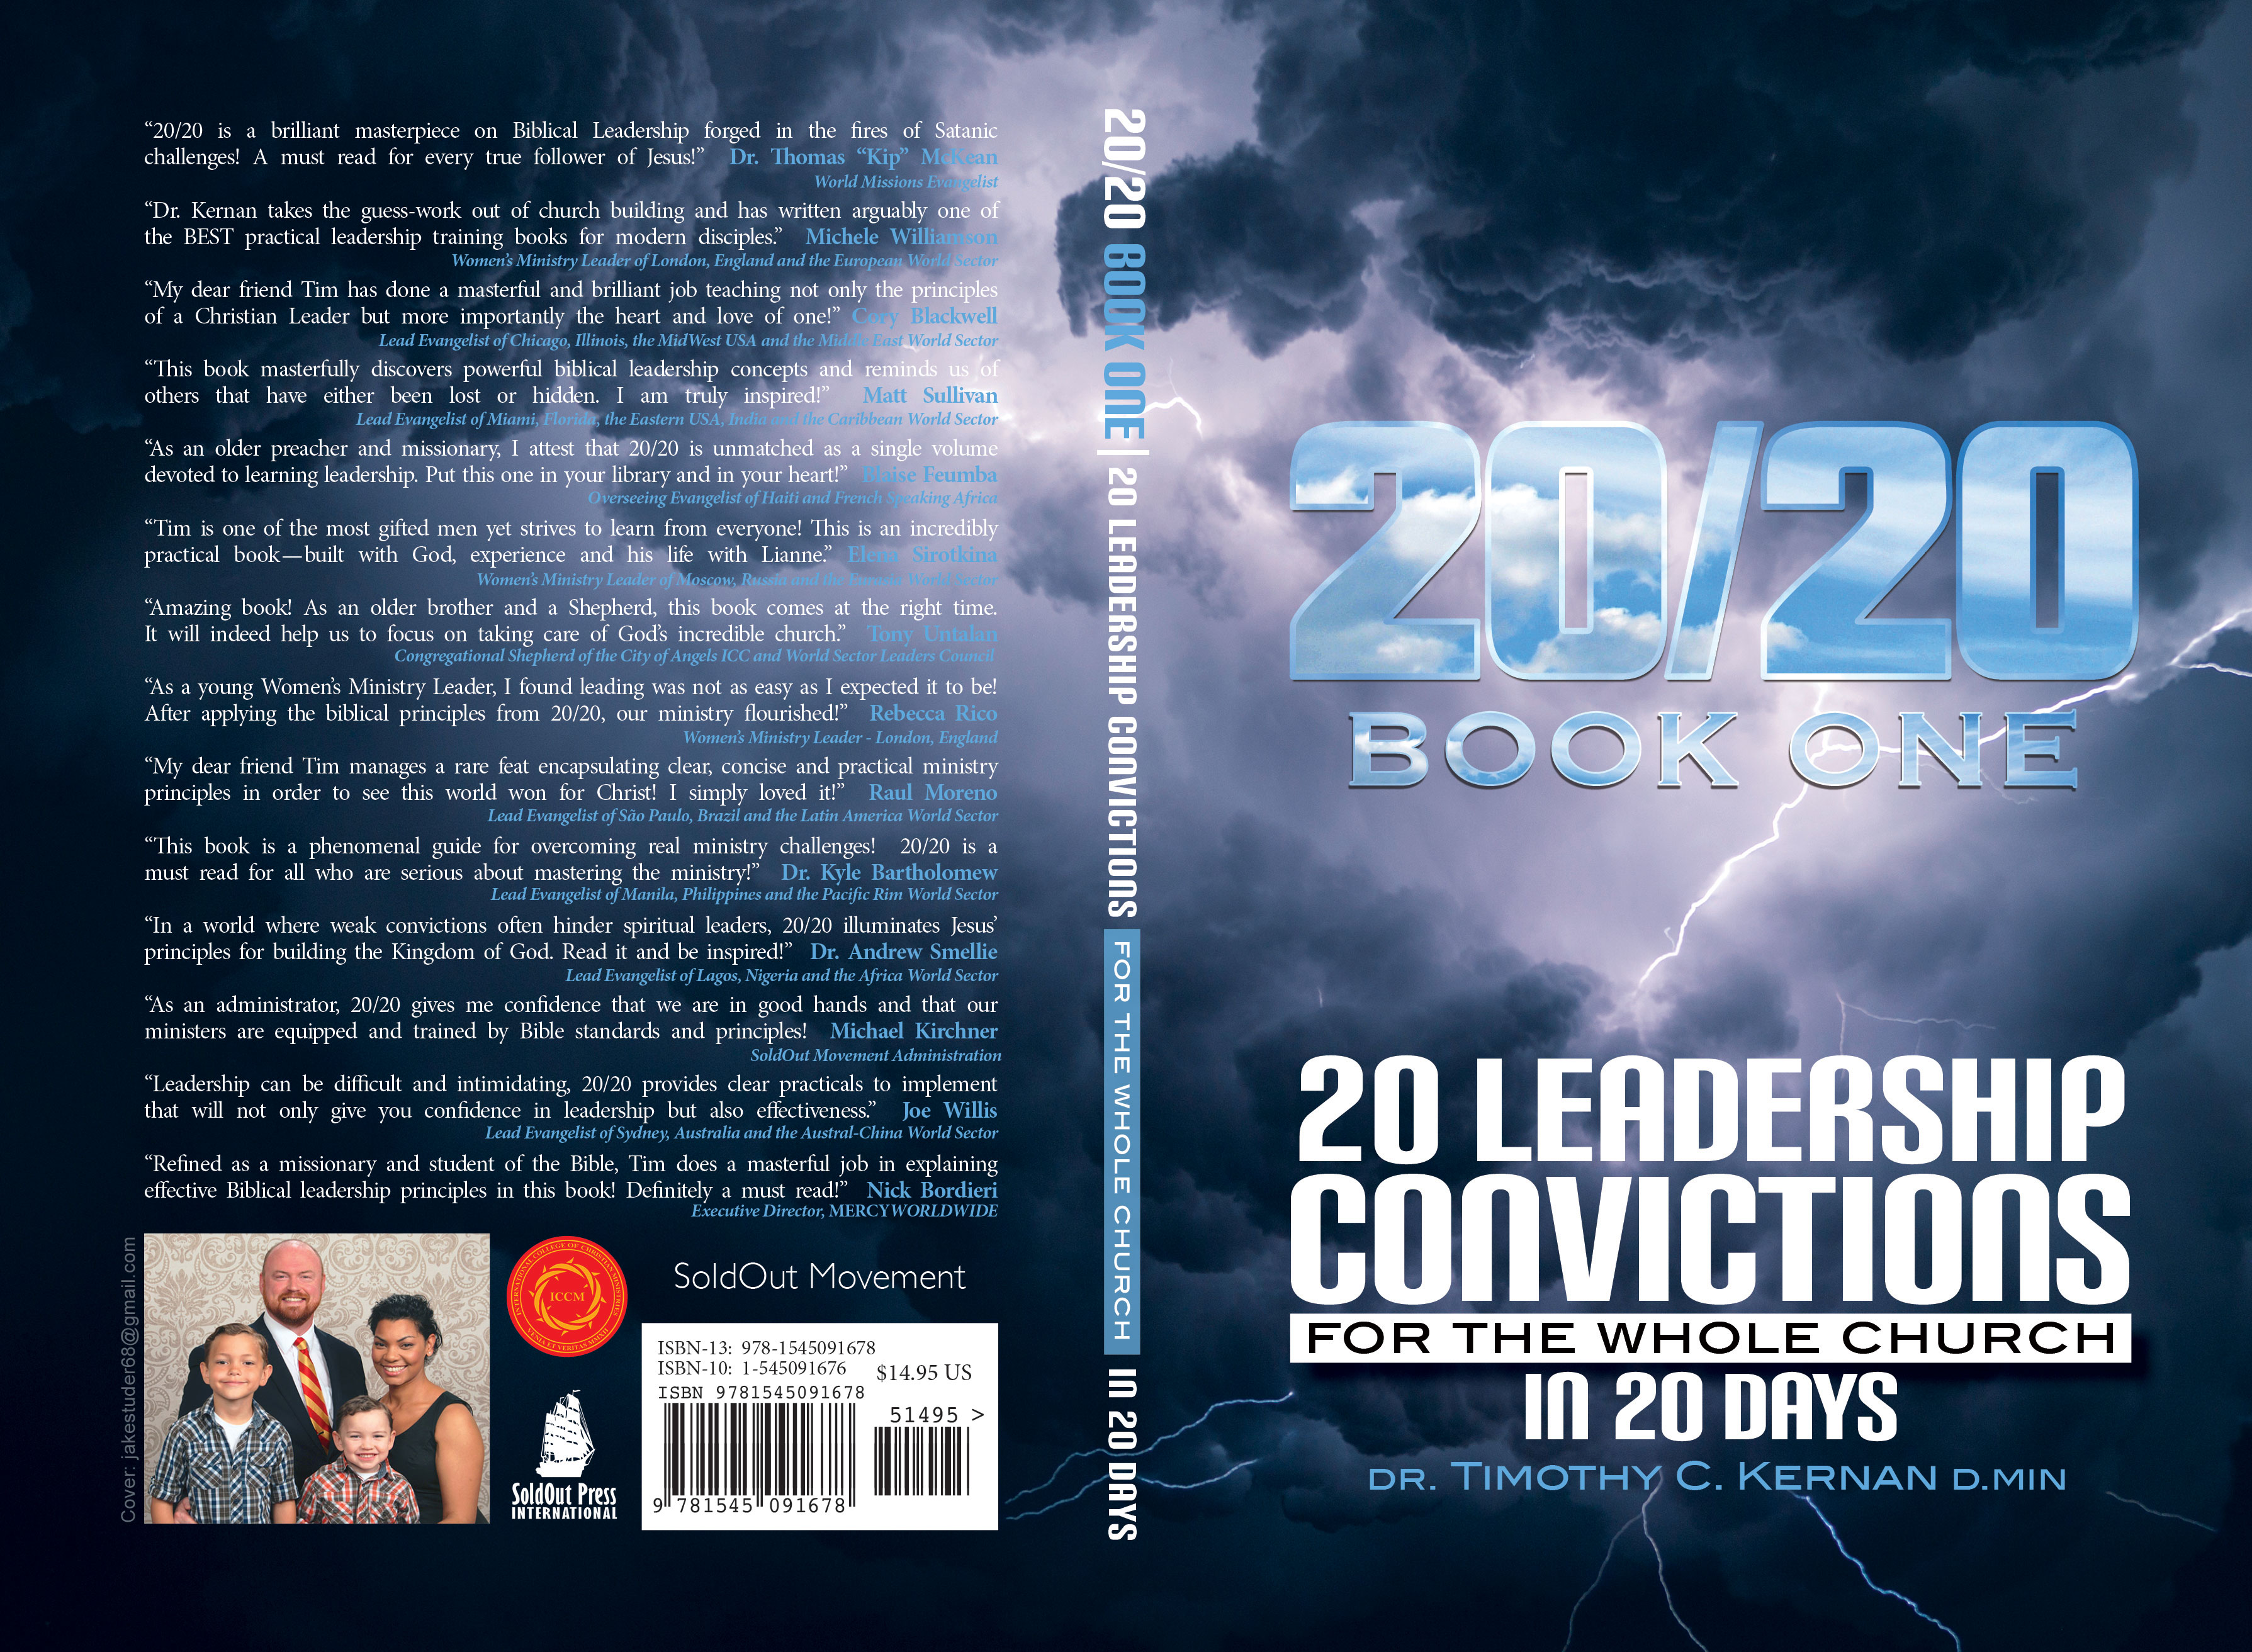 “20/20 is a brilliant masterpiece on Biblical Leadership forged in the fires of Satanic
challenges! A must read for every true follower of Jesus!” Dr. Thomas “Kip” McKean
World Missions Evangelist
“Dr. Kernan takes the guess-work out of church building and has written arguably one of
the BEST practical leadership training books for modern disciples.” Michele Williamson
Women’s Ministry Leader of London, England and the European World Sector
“My dear friend Tim has done a masterful and brilliant job teaching not only the principles
of a Christian Leader but more importantly the heart and love of one!” Cory Blackwell
Lead Evangelist of Chicago, Illinois, the MidWest USA and the Middle East World Sector
“This book masterfully discovers powerful biblical leadership concepts and reminds us of
others that have either been lost or hidden. I am truly inspired!” Matt Sullivan
Lead Evangelist of Miami, Florida, the Eastern USA, India and the Caribbean World Sector
“As an older preacher and missionary, I attest that 20/20 is unmatched as a single volume
devoted to learning leadership. Put this one in your library and in your heart!” Blaise Feumba
Overseeing Evangelist of Haiti and French Speaking Africa
“Tim is one of the most gifted men yet strives to learn from everyone! This is an incredibly
practical book—built with God, experience and his life with Lianne.” Elena Sirotkina
Women’s Ministry Leader of Moscow, Russia and the Eurasia World Sector
“Amazing book! As an older brother and a Shepherd, this book comes at the right time.
It will indeed help us to focus on taking care of God’s incredible church.” Tony Untalan
Congregational Shepherd of the City of Angels ICC and World Sector Leaders Council
“As a young Women’s Ministry Leader, I found leading was not as easy as I expected it to be!
After applying the biblical principles from 20/20, our ministry flourished!” Rebecca Rico
Women’s Ministry Leader - London, England
“My dear friend Tim manages a rare feat encapsulating clear, concise and practical ministry
principles in order to see this world won for Christ! I simply loved it!” Raul Moreno
Lead Evangelist of São Paulo, Brazil and the Latin America World Sector
“This book is a phenomenal guide for overcoming real ministry challenges! 20/20 is a
must read for all who are serious about mastering the ministry!” Dr. Kyle Bartholomew
Lead Evangelist of Manila, Philippines and the Pacific Rim World Sector
“In a world where weak convictions often hinder spiritual leaders, 20/20 illuminates Jesus’
principles for building the Kingdom of God. Read it and be inspired!” Dr. Andrew Smellie
Lead Evangelist of Lagos, Nigeria and the Africa World Sector
“As an administrator, 20/20 gives me confidence that we are in good hands and that our
ministers are equipped and trained by Bible standards and principles! Michael Kirchner
SoldOut Movement Administration
“Leadership can be difficult and intimidating, 20/20 provides clear practicals to implement
that will not only give you confidence in leadership but also effectiveness.” Joe Willis
Lead Evangelist of Sydney, Australia and the Austral-China World Sector
“Refined as a missionary and student of the Bible, Tim does a masterful job in explaining
effective Biblical leadership principles in this book! Definitely a must read!” Nick Bordieri
Executive Director, MERCYWORLDWIDE
Cover: jakestuder68@gmail.com
INTERNATIONAL COLLEGE OF CHRISTIAN MINISTRIES
ICCM
VENIA ET VERITAS MMXIII
SoldOut Press
INTERNATIONAL
SoldOut Movement
ISBN-13: 978-1545091678
ISBN-10: 1-545091676
$14.95 US
ISBN 9781545091678
51495 >
9 781545 091678
20/20 BOOK ONE | 20 LEADERSHIP CONVICTIONS FOR THE WHOLE CHURCH IN 20 DAYS
20/20
BOOK ONE
20 LEADERSHIP
CONVICTIONS
FOR THE WHOLE CHURCH
IN 20 DAYS
DR. TIMOTHY C. KERNAN D.MIN